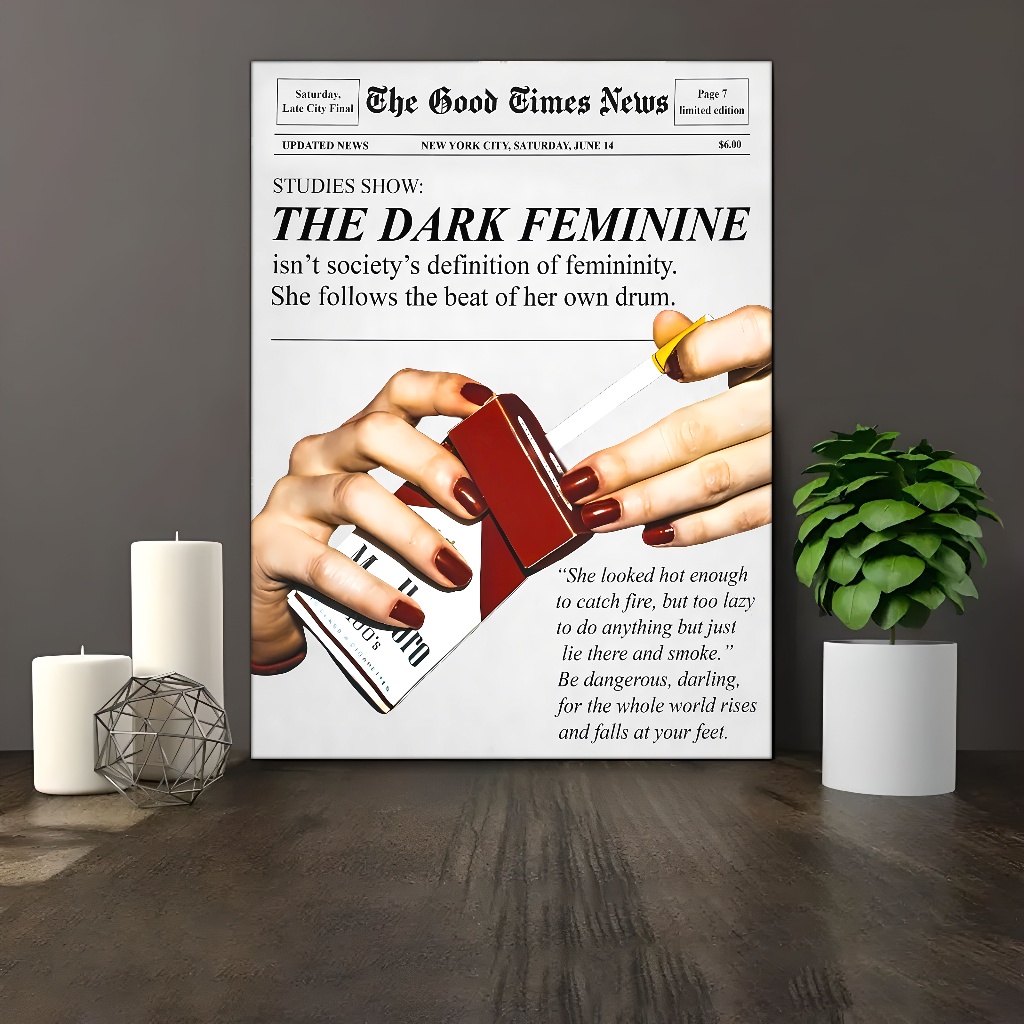 Saturday,
Late City Final
The Good Times News
Page 7
limited edition
UPDATED NEWS
NEW YORK CITY, SATURDAY, JUNE 14
$6.00
STUDIES SHOW:
THE DARK FEMININE
isn’t society’s definition of femininity.
She follows the beat of her own drum.
100's
“She looked hot enough
to catch fire, but too lazy
to do anything but just
lie there and smoke.”
Be dangerous, darling,
for the whole world rises
and falls at your feet.